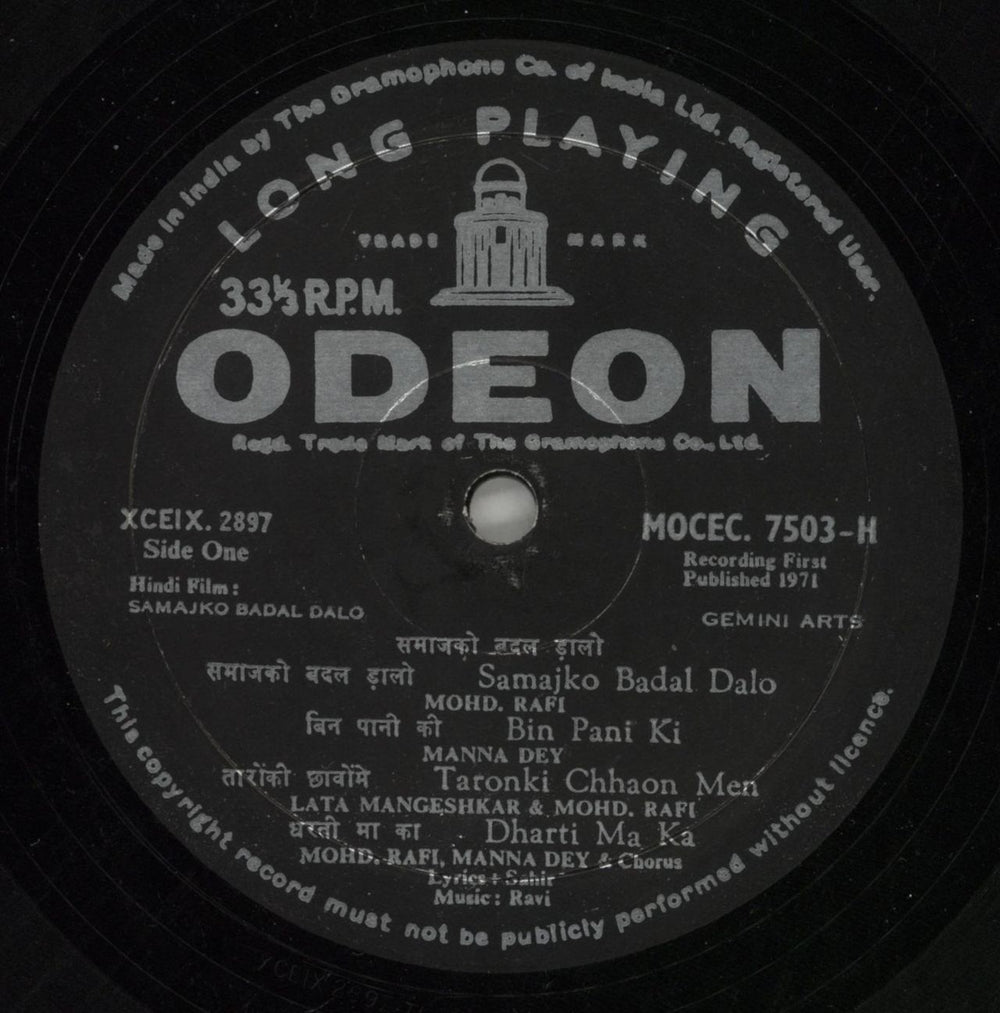 Made in India by The Gramophone Co. of India Ltd. Registered User.
LONG PLAYING
TRADE MARK
33⅓ R.P.M.
ODEON
Regd. Trade Mark of The Gramophone Co., Ltd.
XCEIX. 2897
Side One
Hindi Film :
SAMAJKO BADAL DALO
MOCEC. 7503-H
Recording First
Published 1971
GEMINI ARTS
समाजको बदल ड़ालो
समाजको बदल ड़ालो Samajko Badal Dalo
MOHD. RAFI
बिन पानी की Bin Pani Ki
MANNA DEY
तारोंकी छावोंमे Taronki Chhaon Men
LATA MANGESHKAR & MOHD. RAFI
धरती मा का Dharti Ma Ka
MOHD. RAFI, MANNA DEY & Chorus
Lyrics : Sahir
Music : Ravi
This copyright record must not be publicly performed without licence.